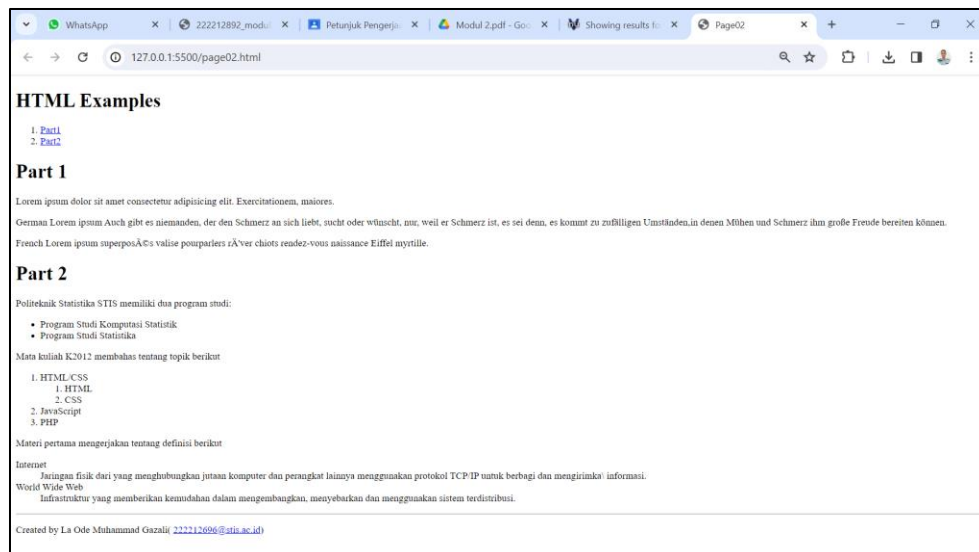 WhatsApp
222212892_modul
Petunjuk Pengerja
Modul 2.pdf - Goo
Showing results fo
Page02
127.0.0.1:5500/page02.html
HTML Examples
1. Part1
2. Part2
Part 1
Lorem ipsum dolor sit amet consectetur adipisicing elit. Exercitationem, maiores.
German Lorem ipsum Auch gibt es niemanden, der den Schmerz an sich liebt, sucht oder wünscht, nur, weil er Schmerz ist, es sei denn, es kommt zu zufälligen Umständen,in denen Mühen und Schmerz ihm große Freude bereiten können.
French Lorem ipsum superposÃ©s valise pourparlers rÃªver chiots rendez-vous naissance Eiffel myrtille.
Part 2
Politeknik Statistika STIS memiliki dua program studi:
• Program Studi Komputasi Statistik
• Program Studi Statistika
Mata kuliah K2012 membahas tentang topik berikut
1. HTML/CSS
1. HTML
2. CSS
2. JavaScript
3. PHP
Materi pertama mengerjakan tentang definisi berikut
Internet
Jaringan fisik dari yang menghubungkan jutaan komputer dan perangkat lainnya menggunakan protokol TCP/IP untuk berbagi dan mengirimka\ informasi.
World Wide Web
Infrastruktur yang memberikan kemudahan dalam mengembangkan, menyebarkan dan menggunakan sistem terdistribusi.
Created by La Ode Muhammad Gazali( 222212696@stis.ac.id)